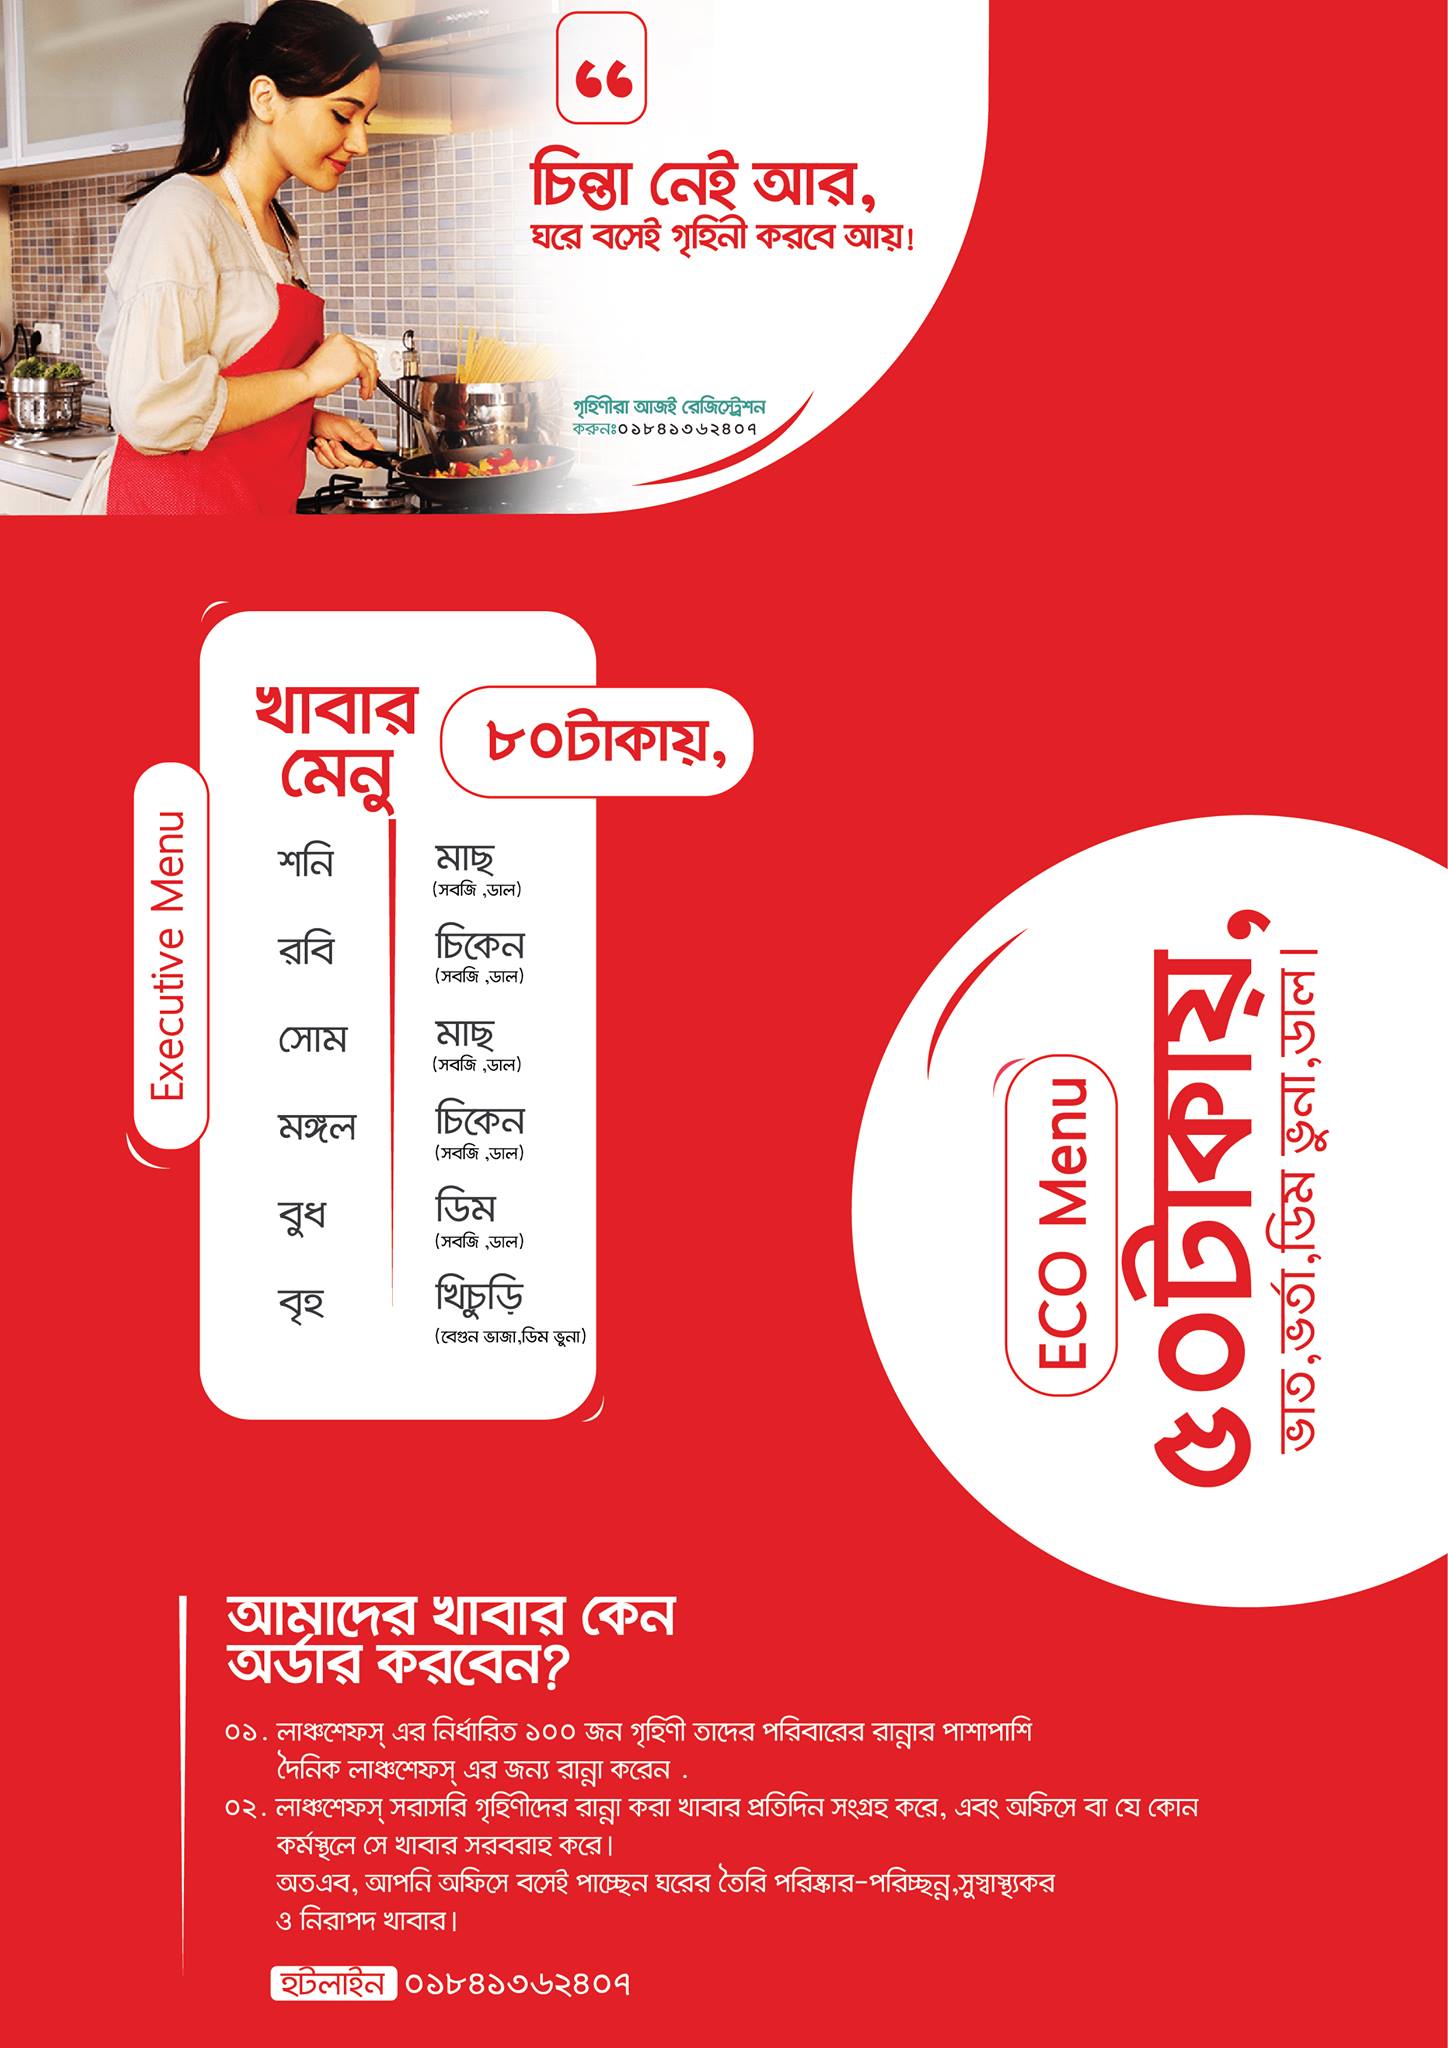 “
চিন্তা নেই আর,
ঘরে বসেই গৃহিনী করবে আয়!
গৃহিণীরা আজই রেজিস্ট্রেশন
করুনঃ০১৮৪১৩৬২৪০৭
Executive Menu
খাবার
মেনু
৮০টাকায়,
শনি
মাছ
(সবজি ,ডাল)
রবি
চিকেন
(সবজি ,ডাল)
সোম
মাছ
(সবজি ,ডাল)
মঙ্গল
চিকেন
(সবজি ,ডাল)
বুধ
ডিম
(সবজি ,ডাল)
বৃহ
খিচুড়ি
(বেগুন ভাজা,ডিম ভুনা)
ECO Menu
৫০টাকায়,
ভাত,ভর্তা,ডিম ভুনা,ডাল।
আমাদের খাবার কেন
অর্ডার করবেন?
০১. লাঞ্চশেফস্ এর নির্ধারিত ১০০ জন গৃহিণী তাদের পরিবারের রান্নার পাশাপাশি
দৈনিক লাঞ্চশেফস্ এর জন্য রান্না করেন .
০২. লাঞ্চশেফস্ সরাসরি গৃহিণীদের রান্না করা খাবার প্রতিদিন সংগ্রহ করে, এবং অফিসে বা যে কোন
কর্মস্থলে সে খাবার সরবরাহ করে।
অতএব, আপনি অফিসে বসেই পাচ্ছেন ঘরের তৈরি পরিষ্কার-পরিচ্ছন্ন,সুস্বাস্থ্যকর
ও নিরাপদ খাবার।
হটলাইন ০১৮৪১৩৬২৪০৭